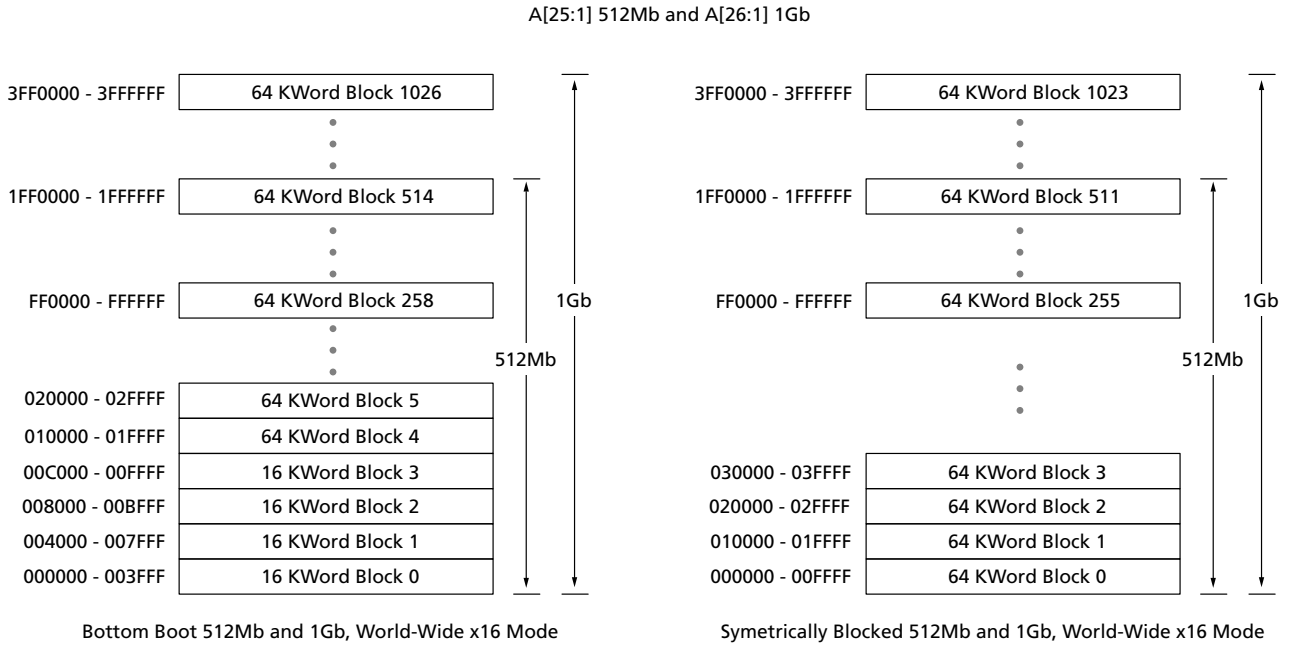 A[25:1] 512Mb and A[26:1] 1Gb
3FF0000 - 3FFFFFF
64 KWord Block 1026
1FF0000 - 1FFFFFF
64 KWord Block 514
FF0000 - FFFFFF
64 KWord Block 258
1Gb
512Mb
020000 - 02FFFF
64 KWord Block 5
010000 - 01FFFF
64 KWord Block 4
00C000 - 00FFFF
16 KWord Block 3
008000 - 00BFFF
16 KWord Block 2
004000 - 007FFF
16 KWord Block 1
000000 - 003FFF
16 KWord Block 0
Bottom Boot 512Mb and 1Gb, World-Wide x16 Mode
3FF0000 - 3FFFFFF
64 KWord Block 1023
1FF0000 - 1FFFFFF
64 KWord Block 511
FF0000 - FFFFFF
64 KWord Block 255
1Gb
512Mb
030000 - 03FFFF
64 KWord Block 3
020000 - 02FFFF
64 KWord Block 2
010000 - 01FFFF
64 KWord Block 1
000000 - 00FFFF
64 KWord Block 0
Symetrically Blocked 512Mb and 1Gb, World-Wide x16 Mode